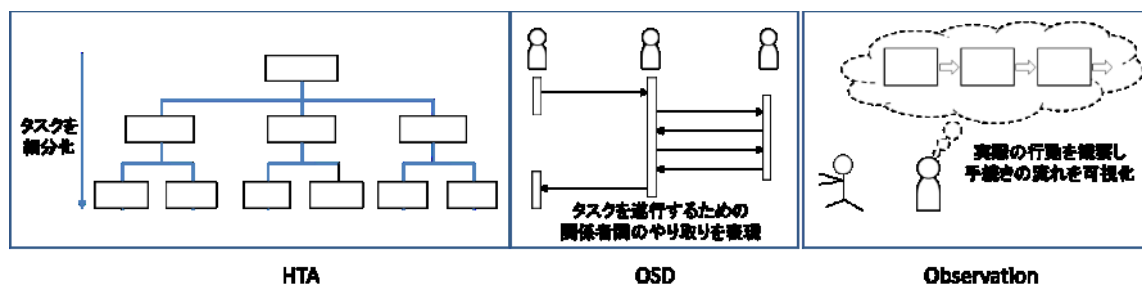 タスクを
細分化
タスクを遂行するための
関係者間のやり取りを表現
実際の行動を観察し
手続きの流れを可視化
HTA
OSD
Observation